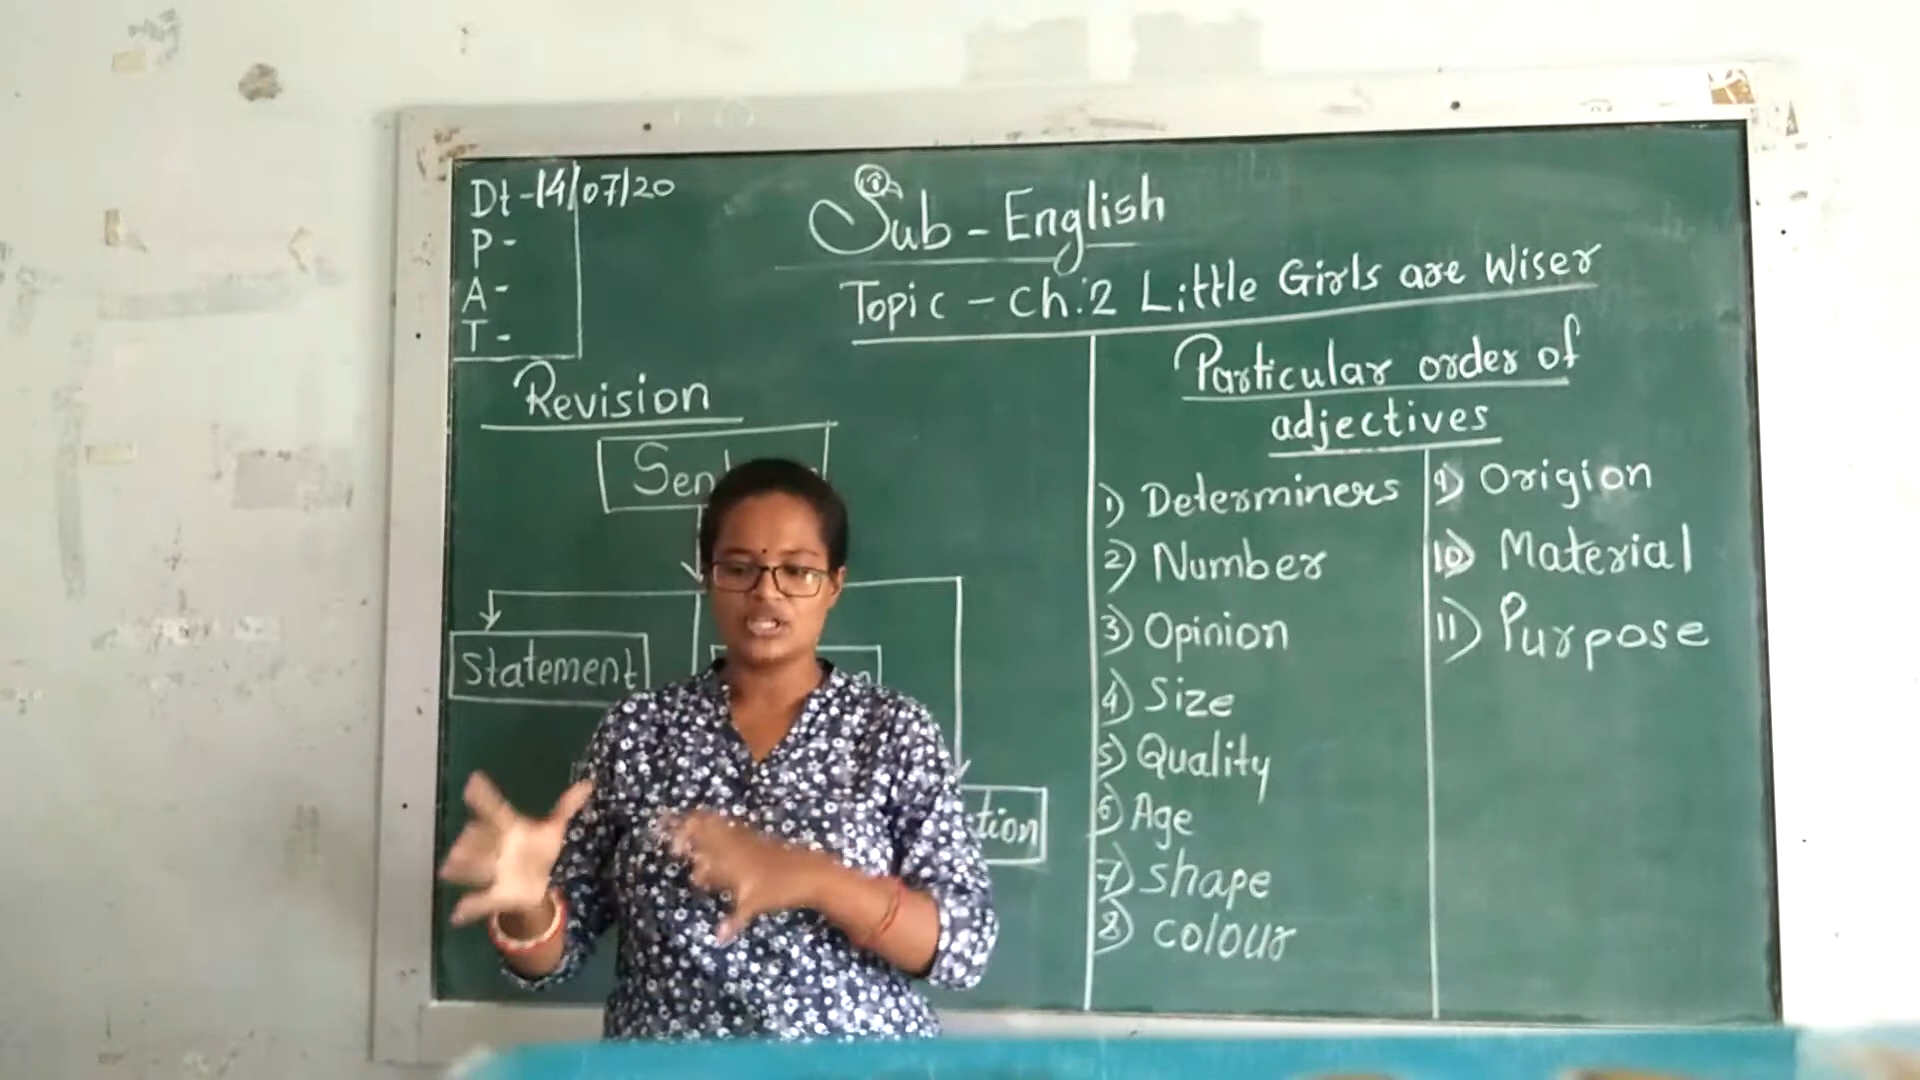 Dt-14/07/20
P-
A-
T-
Sub - English
Topic - Ch:2 Little Girls are Wiser
Revision
Statement
Particular order of
adjectives
1) Determiners
2) Number
3) Opinion
4) Size
5) Quality
6) Age
7) shape
8) colour
9) Origion
10) Material
11) Purpose